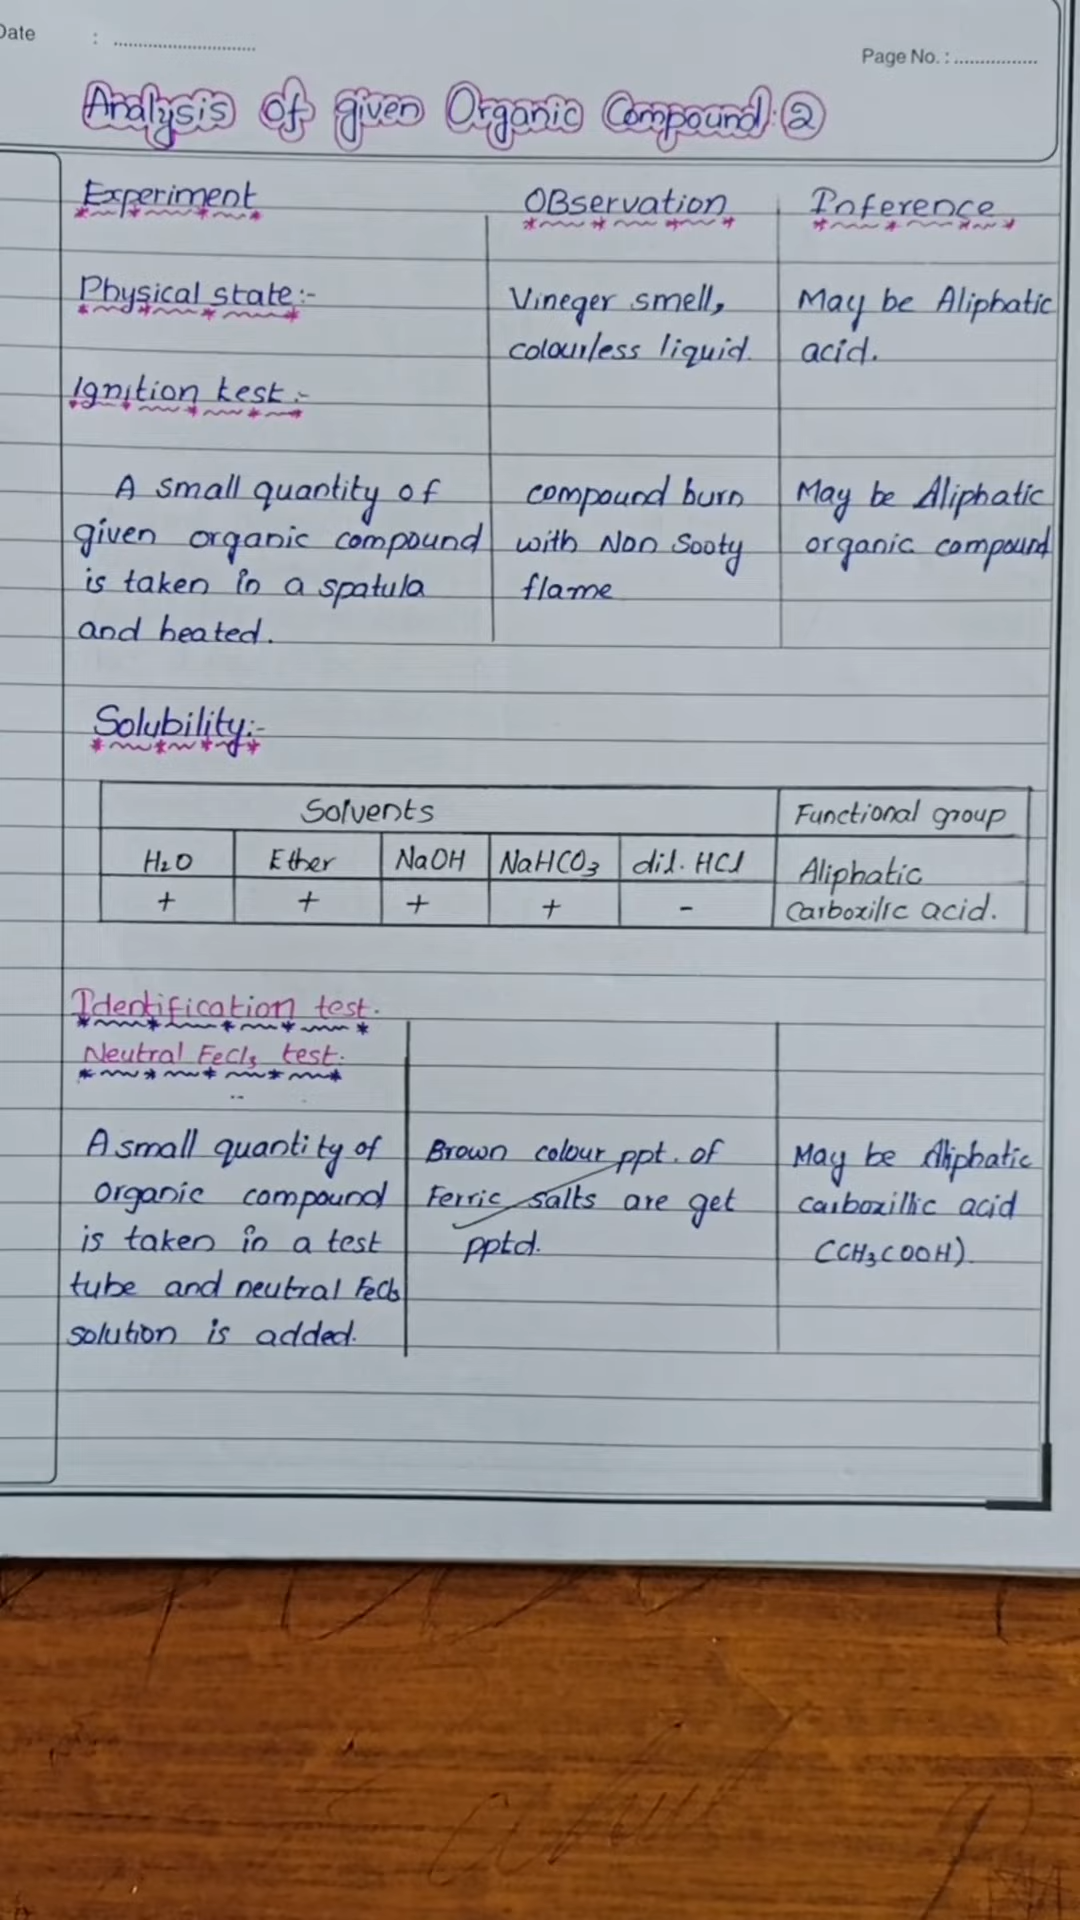 Date : ..............................
Page No. : ..................
Analysis of given Organic Compound: 2
Experiment OBservation Inference
Physical state:- Vineger smell, May be Aliphatic
colourless liquid. acid.
Ignition test:-
A small quantity of compound burn May be Aliphatic
given organic compound with Non Sooty organic compound
is taken in a spatula flame
and heated.
Solubility:-
Solvents Functional group
H2O Ether NaOH NaHCO3 dil. HCl Aliphatic
+ + + + - Carboxilic acid.
Identification test.
Neutral FeCl3 test.
A small quantity of Brown colour ppt. of May be Aliphatic
organic compound Ferric salts are get carboxillic acid
is taken in a test pptd. (CH3COOH).
tube and neutral FeCl3
solution is added.